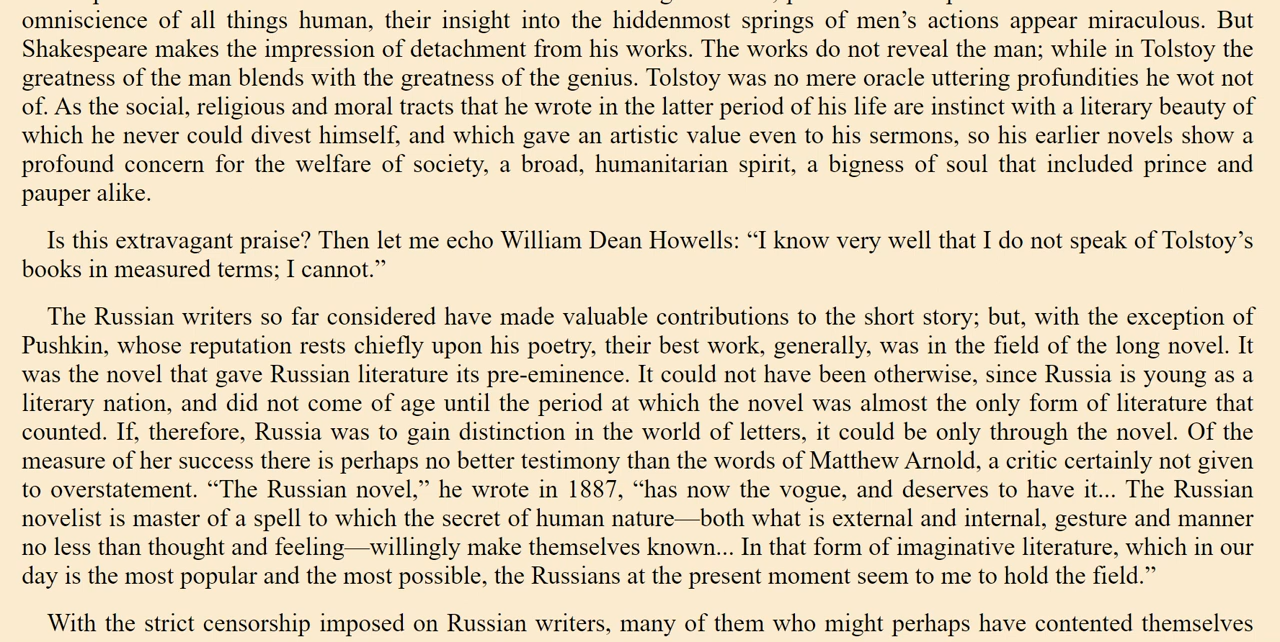 omniscience of all things human, their insight into the hiddenmost springs of men’s actions appear miraculous. But
Shakespeare makes the impression of detachment from his works. The works do not reveal the man; while in Tolstoy the
greatness of the man blends with the greatness of the genius. Tolstoy was no mere oracle uttering profundities he wot not
of. As the social, religious and moral tracts that he wrote in the latter period of his life are instinct with a literary beauty of
which he never could divest himself, and which gave an artistic value even to his sermons, so his earlier novels show a
profound concern for the welfare of society, a broad, humanitarian spirit, a bigness of soul that included prince and
pauper alike.
Is this extravagant praise? Then let me echo William Dean Howells: “I know very well that I do not speak of Tolstoy’s
books in measured terms; I cannot.”
The Russian writers so far considered have made valuable contributions to the short story; but, with the exception of
Pushkin, whose reputation rests chiefly upon his poetry, their best work, generally, was in the field of the long novel. It
was the novel that gave Russian literature its pre-eminence. It could not have been otherwise, since Russia is young as a
literary nation, and did not come of age until the period at which the novel was almost the only form of literature that
counted. If, therefore, Russia was to gain distinction in the world of letters, it could be only through the novel. Of the
measure of her success there is perhaps no better testimony than the words of Matthew Arnold, a critic certainly not given
to overstatement. “The Russian novel,” he wrote in 1887, “has now the vogue, and deserves to have it... The Russian
novelist is master of a spell to which the secret of human nature—both what is external and internal, gesture and manner
no less than thought and feeling—willingly make themselves known... In that form of imaginative literature, which in our
day is the most popular and the most possible, the Russians at the present moment seem to me to hold the field.”
With the strict censorship imposed on Russian writers, many of them who might perhaps have contented themselves